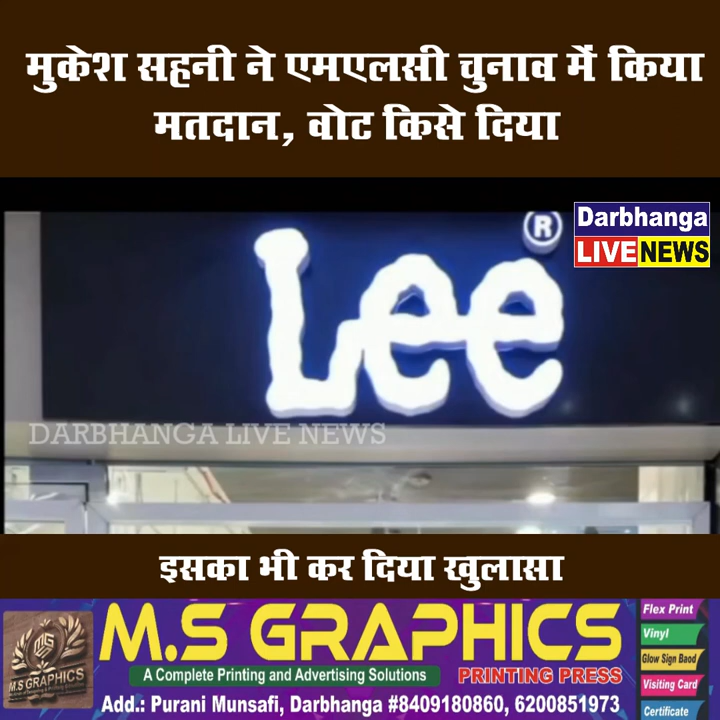 मुकेश सहनी ने एमएलसी चुनाव में किया
मतदान, वोट किसे दिया
Darbhanga
LIVE NEWS
Lee ®
DARBHANGA LIVE NEWS
इसका भी कर दिया खुलासा
M.S GRAPHICS
A Complete Printing and Advertising Solutions
PRINTING PRESS
Add.: Purani Munsafi, Darbhanga #8409180860, 6200851973
MG
M.S GRAPHICS
Flex Print
Vinyl
Glow Sign Baod
Visiting Card
Certificate